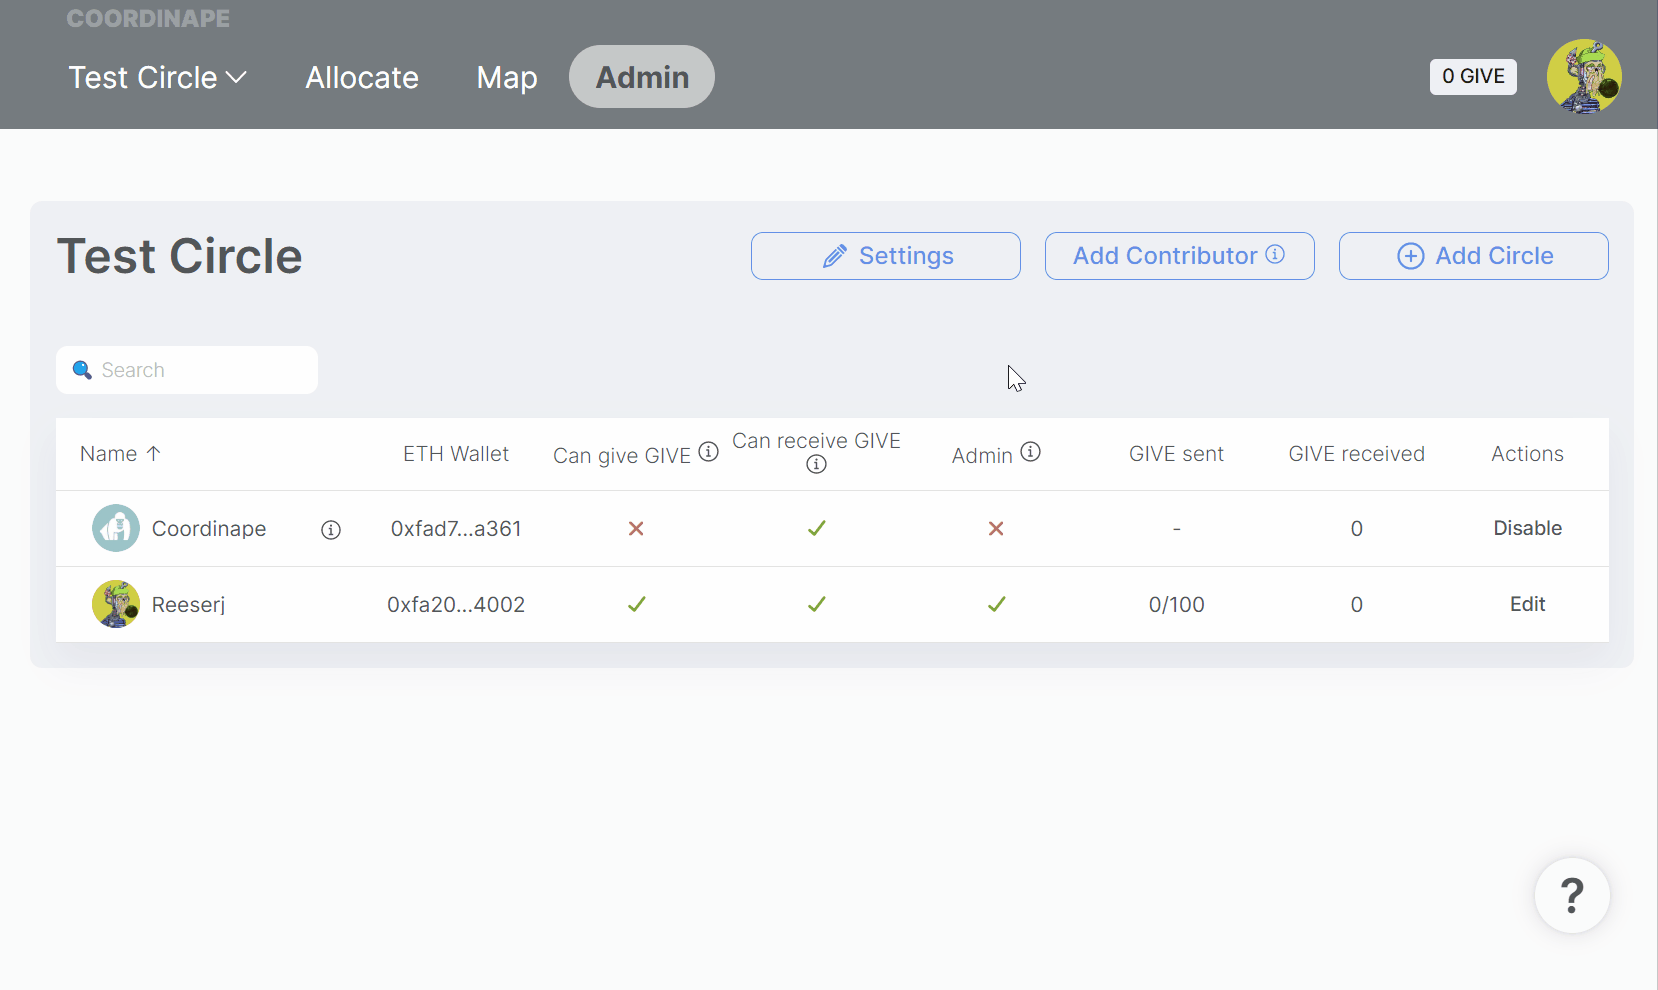 COORDINAPE
Test Circle Allocate Map Admin 0 GIVE
Test Circle Settings Add Contributor Add Circle
Search
Name ↑ ETH Wallet Can give GIVE Can receive GIVE Admin GIVE sent GIVE received Actions
Coordinape 0xfad7...a361 - 0 Disable
Reeserj 0xfa20...4002 0/100 0 Edit
?